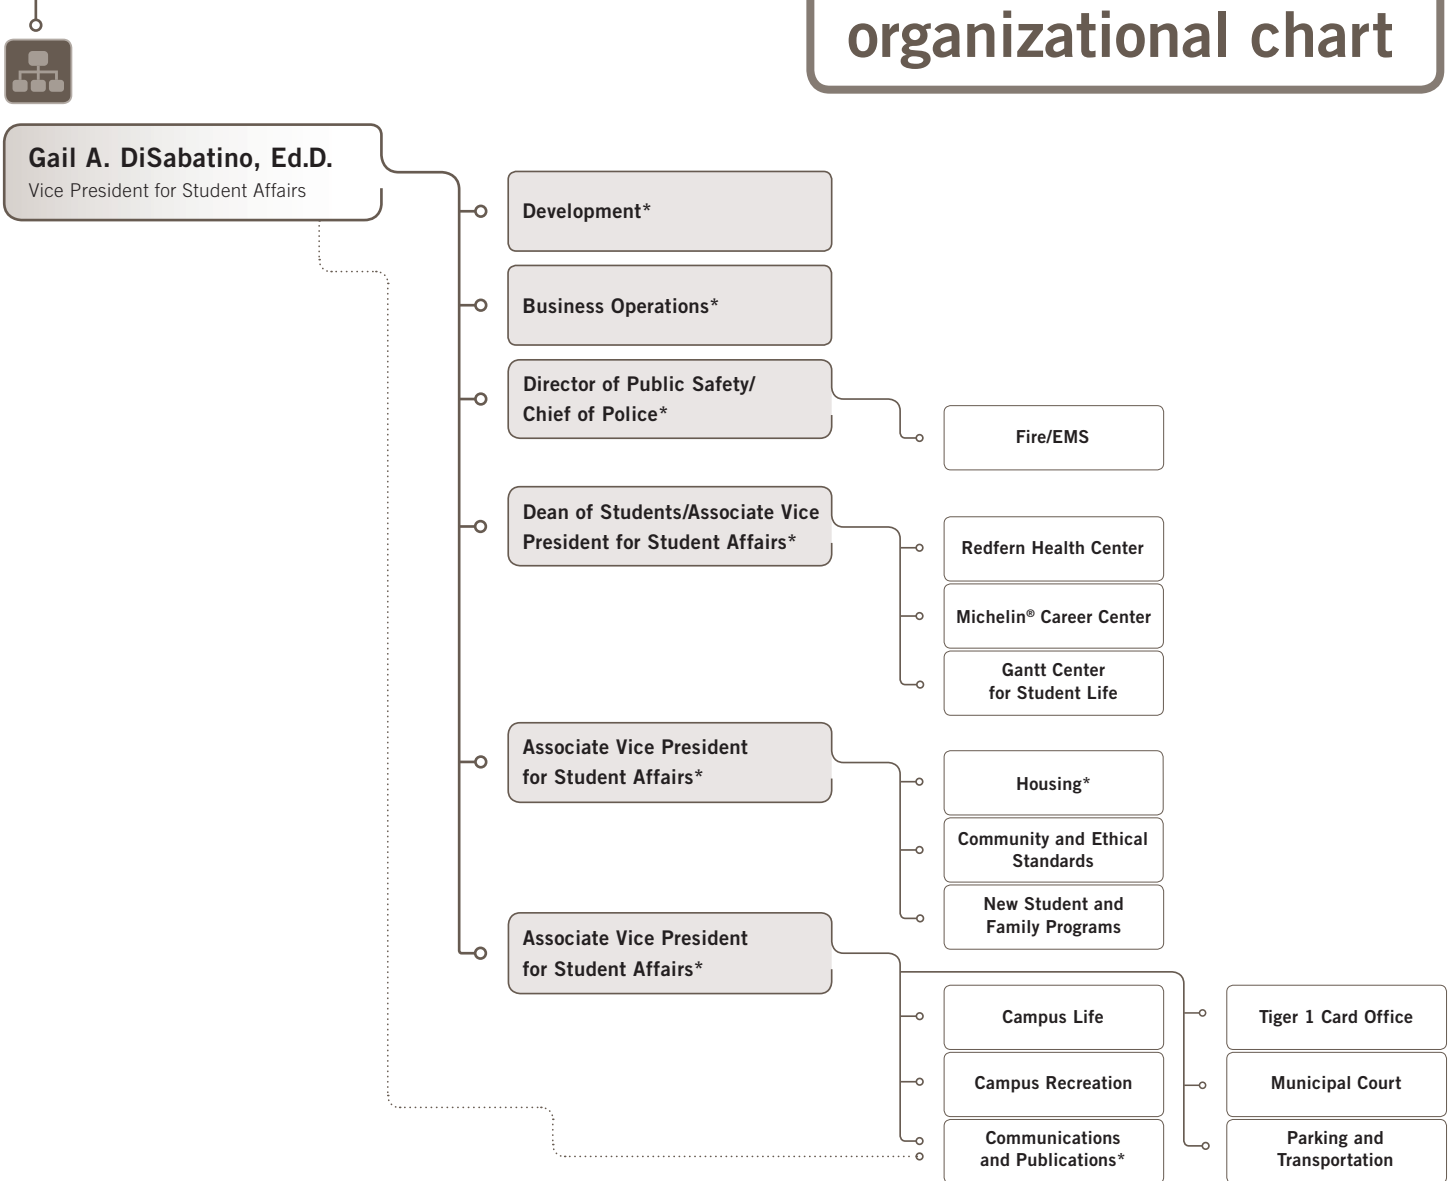 organizational chart
Gail A. DiSabatino, Ed.D.
Vice President for Student Affairs
Development*
Business Operations*
Director of Public Safety/
Chief of Police*
Fire/EMS
Dean of Students/Associate Vice
President for Student Affairs*
Redfern Health Center
Michelin® Career Center
Gantt Center
for Student Life
Associate Vice President
for Student Affairs*
Housing*
Community and Ethical
Standards
New Student and
Family Programs
Associate Vice President
for Student Affairs*
Campus Life
Campus Recreation
Communications
and Publications*
Tiger 1 Card Office
Municipal Court
Parking and
Transportation